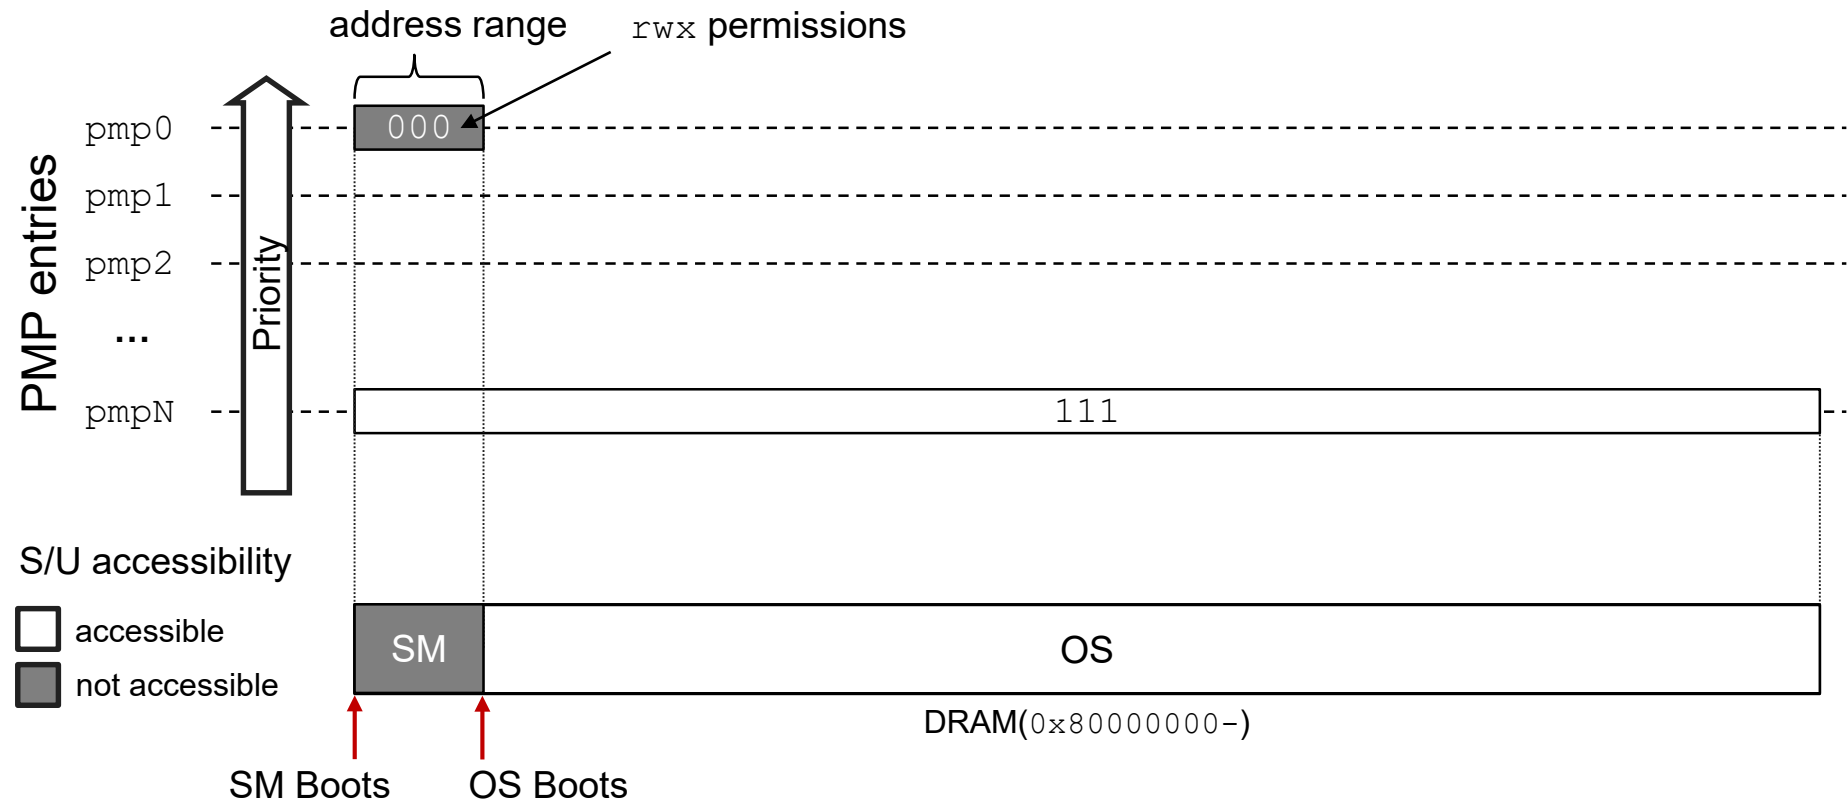 address range
rwx permissions
PMP entries
Priority
pmp0
000
pmp1
pmp2
...
pmpN
111
S/U accessibility
accessible
not accessible
SM
OS
DRAM(0x80000000-)
SM Boots
OS Boots